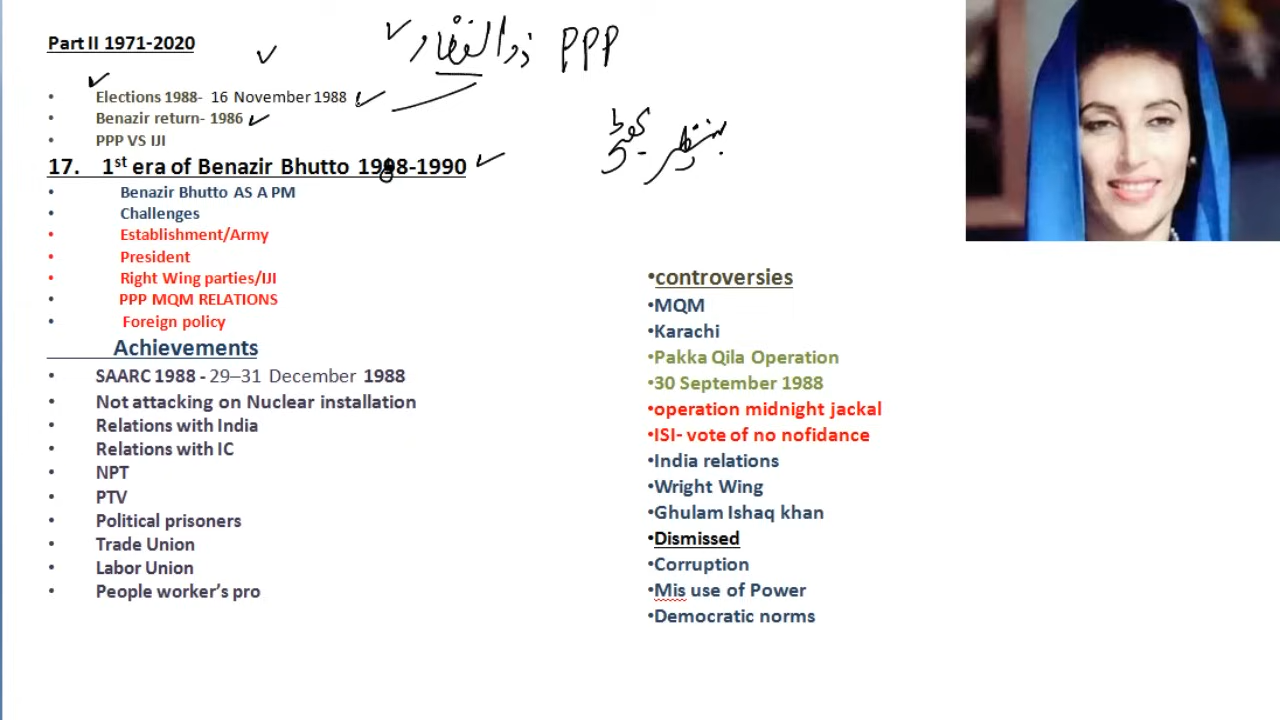 Part II 1971-2020
ذوالفقار PPP
• Elections 1988- 16 November 1988
• Benazir return- 1986
• PPP VS IJI
بینظیر بھٹو
17. 1st era of Benazir Bhutto 1988-1990
• Benazir Bhutto AS A PM
• Challenges
• Establishment/Army
• President
• Right Wing parties/IJI
• PPP MQM RELATIONS
• Foreign policy
Achievements
• SAARC 1988 - 29–31 December 1988
• Not attacking on Nuclear installation
• Relations with India
• Relations with IC
• NPT
• PTV
• Political prisoners
• Trade Union
• Labor Union
• People worker’s pro
•controversies
•MQM
•Karachi
•Pakka Qila Operation
•30 September 1988
•operation midnight jackal
•ISI- vote of no nofidance
•India relations
•Wright Wing
•Ghulam Ishaq khan
•Dismissed
•Corruption
•Mis use of Power
•Democratic norms